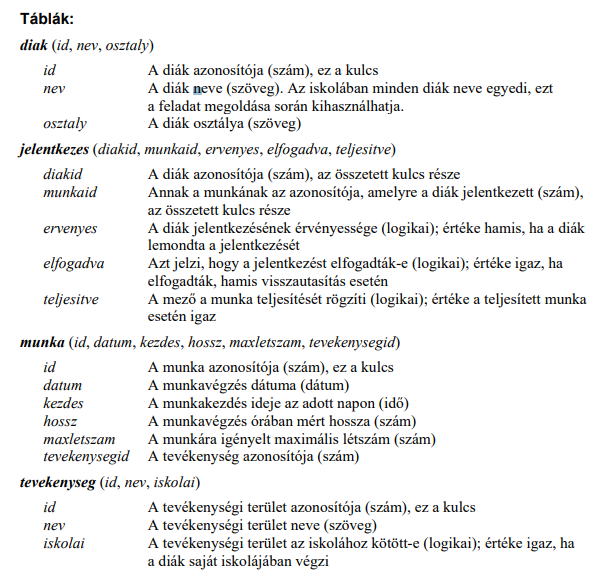 Táblák:
diak (id, nev, osztaly)
id A diák azonosítója (szám), ez a kulcs
nev A diák neve (szöveg). Az iskolában minden diák neve egyedi, ezt
a feladat megoldása során kihasználhatja.
osztaly A diák osztálya (szöveg)
jelentkezes (diakid, munkaid, ervenyes, elfogadva, teljesitve)
diakid A diák azonosítója (szám), az összetett kulcs része
munkaid Annak a munkának az azonosítója, amelyre a diák jelentkezett (szám),
az összetett kulcs része
ervenyes A diák jelentkezésének érvényessége (logikai); értéke hamis, ha a diák
lemondta a jelentkezését
elfogadva Azt jelzi, hogy a jelentkezést elfogadták-e (logikai); értéke igaz, ha
elfogadták, hamis visszautasítás esetén
teljesitve A mező a munka teljesítését rögzíti (logikai); értéke a teljesített munka
esetén igaz
munka (id, datum, kezdes, hossz, maxletszam, tevekenysegid)
id A munka azonosítója (szám), ez a kulcs
datum A munkavégzés dátuma (dátum)
kezdes A munkakezdés ideje az adott napon (idő)
hossz A munkavégzés órában mért hossza (szám)
maxletszam A munkára igényelt maximális létszám (szám)
tevekenysegid A tevékenység azonosítója (szám)
tevekenyseg (id, nev, iskolai)
id A tevékenységi terület azonosítója (szám), ez a kulcs
nev A tevékenységi terület neve (szöveg)
iskolai A tevékenységi terület az iskolához kötött-e (logikai); értéke igaz, ha
a diák saját iskolájában végzi